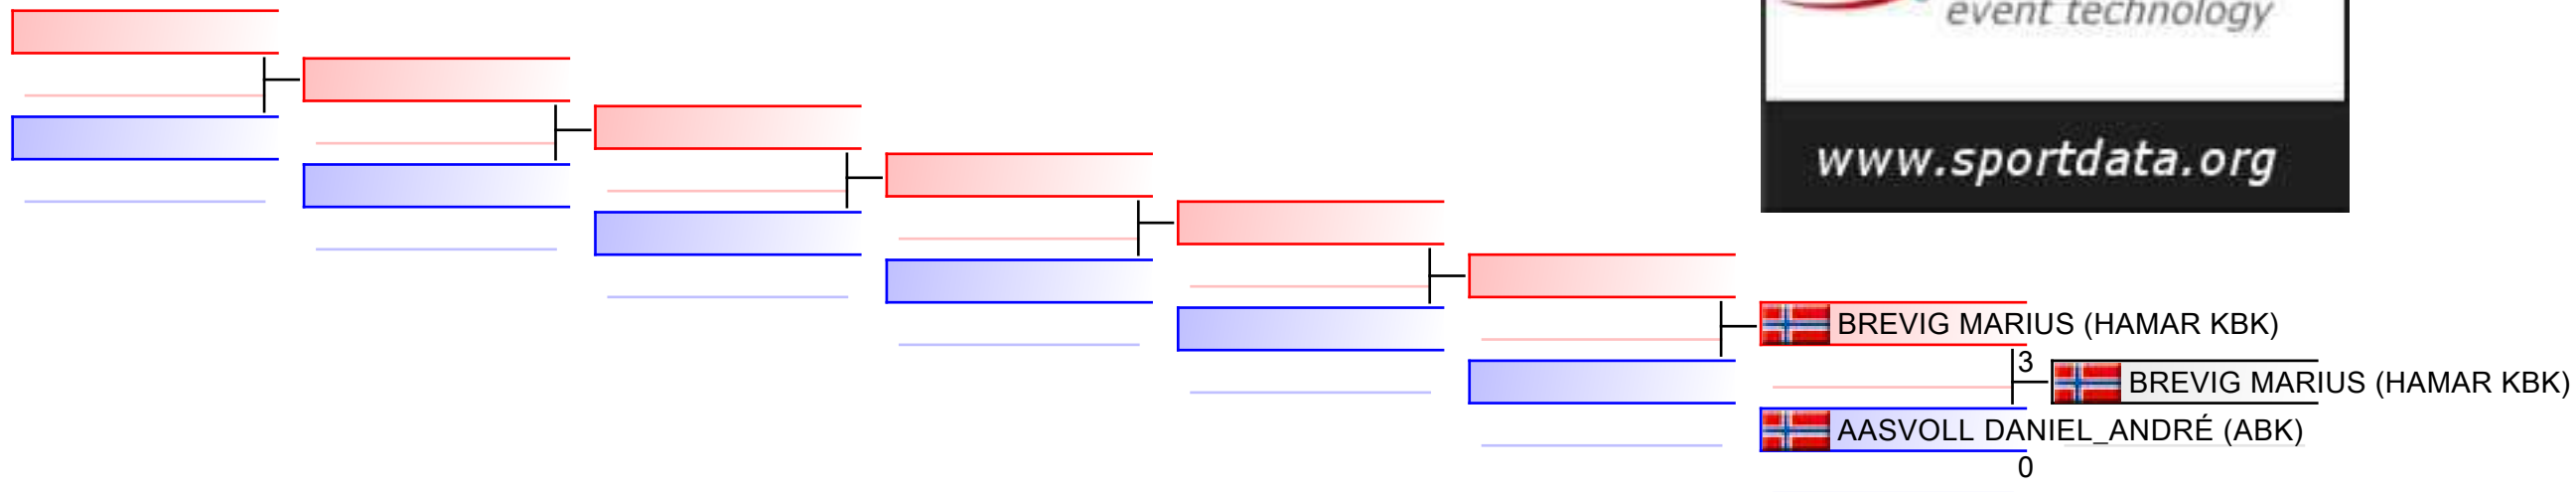 event technology
www.sportdata.org
BREVIG MARIUS (HAMAR KBK)
3
BREVIG MARIUS (HAMAR KBK)
AASVOLL DANIEL_ANDRÉ (ABK)
0